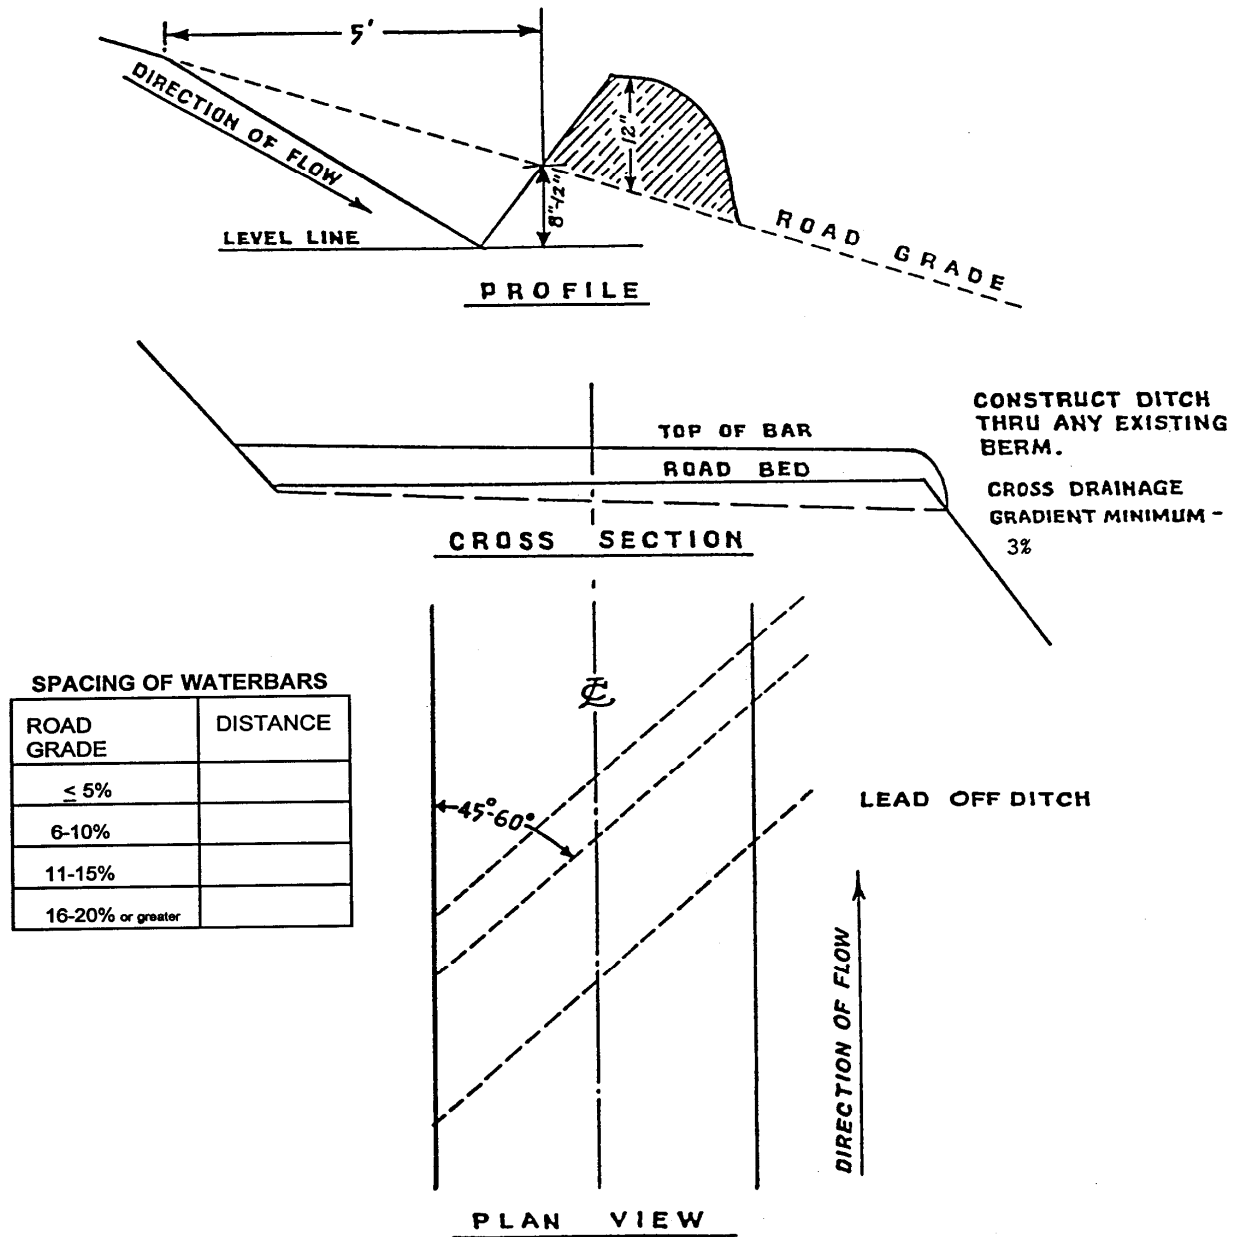 5'
DIRECTION OF FLOW
12"
8"-12"
LEVEL LINE
ROAD GRADE
PROFILE
TOP OF BAR
ROAD BED
CONSTRUCT DITCH
THRU ANY EXISTING
BERM.
CROSS DRAINAGE
GRADIENT MINIMUM -
3%
CROSS SECTION
SPACING OF WATERBARS
ROAD
GRADE
DISTANCE
≤ 5%
6-10%
11-15%
16-20% or greater
CL
45°-60°
LEAD OFF DITCH
DIRECTION OF FLOW
PLAN VIEW